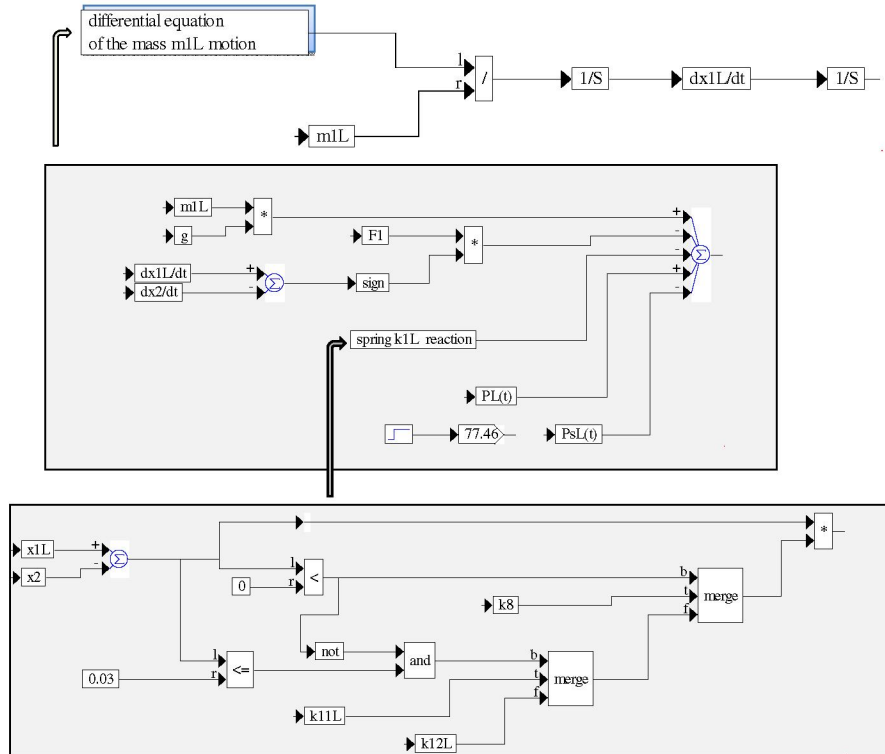 differential equation
of the mass m1L motion
l
r
/
1/S
dx1L/dt
1/S
m1L
m1L
g
*
F1
*
+
-
-
+
-
Σ
dx1L/dt
dx2/dt
+
-
Σ
sign
spring k1L reaction
PL(t)
77.46
PsL(t)
x1L
x2
+
-
Σ
*
0
l
r
<
k8
b
t
f
merge
not
and
0.03
l
r
<=
b
t
f
merge
k11L
k12L